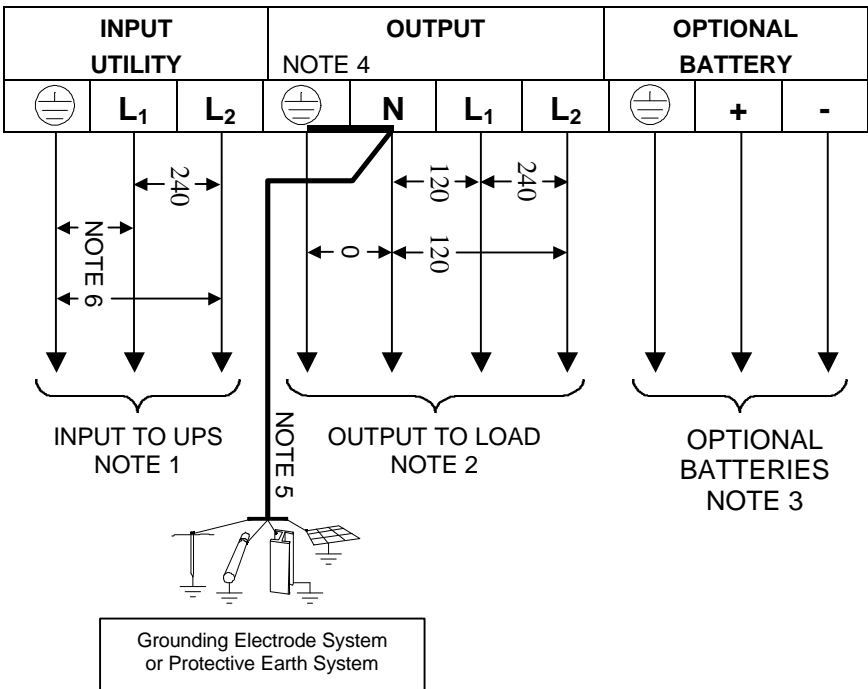 INPUT
UTILITY
OUTPUT
NOTE 4
OPTIONAL
BATTERY
L1 L2 N L1 L2 + -
240
NOTE 6
120 240
0 120
INPUT TO UPS
NOTE 1
NOTE 5
OUTPUT TO LOAD
NOTE 2
OPTIONAL
BATTERIES
NOTE 3
Grounding Electrode System
or Protective Earth System